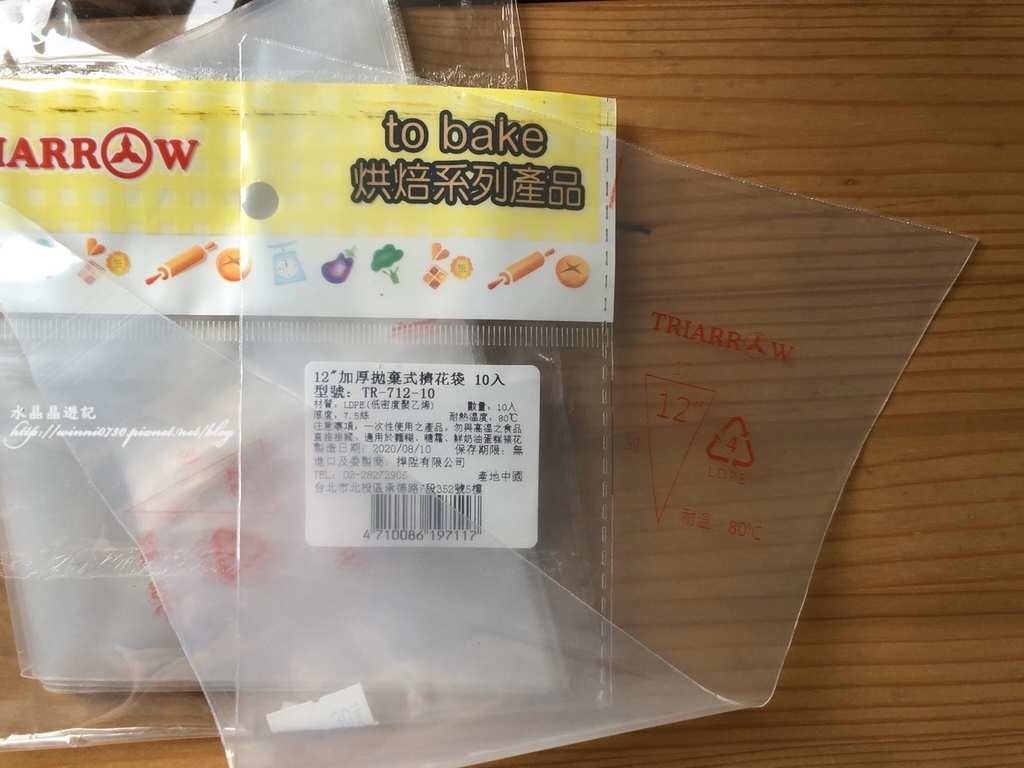 to bake
烘焙系列產品
IARROW
12"加厚拋棄式擠花袋 10入
型號: TR-712-10
材質: LDPE(低密度聚乙烯) 數量: 10入
厚度: 7.5絲 耐熱溫度: 80℃
注意事項: 一次性使用之產品, 勿與高溫之食品
直接接觸, 適用於麵糊、糖霜、鮮奶油蛋糕裱花
製造日期: 2020/08/10 保存期限: 無
進口及委製商: 捍陞有限公司
TEL: 02-28272905 產地中國
台北市北投區承德路7段352號5樓
4 710086 197117
TRIARROW
17
12"
4
LDPE
耐溫: 80℃
水晶晶遊記
http://winni0730.pixnet.net/blog